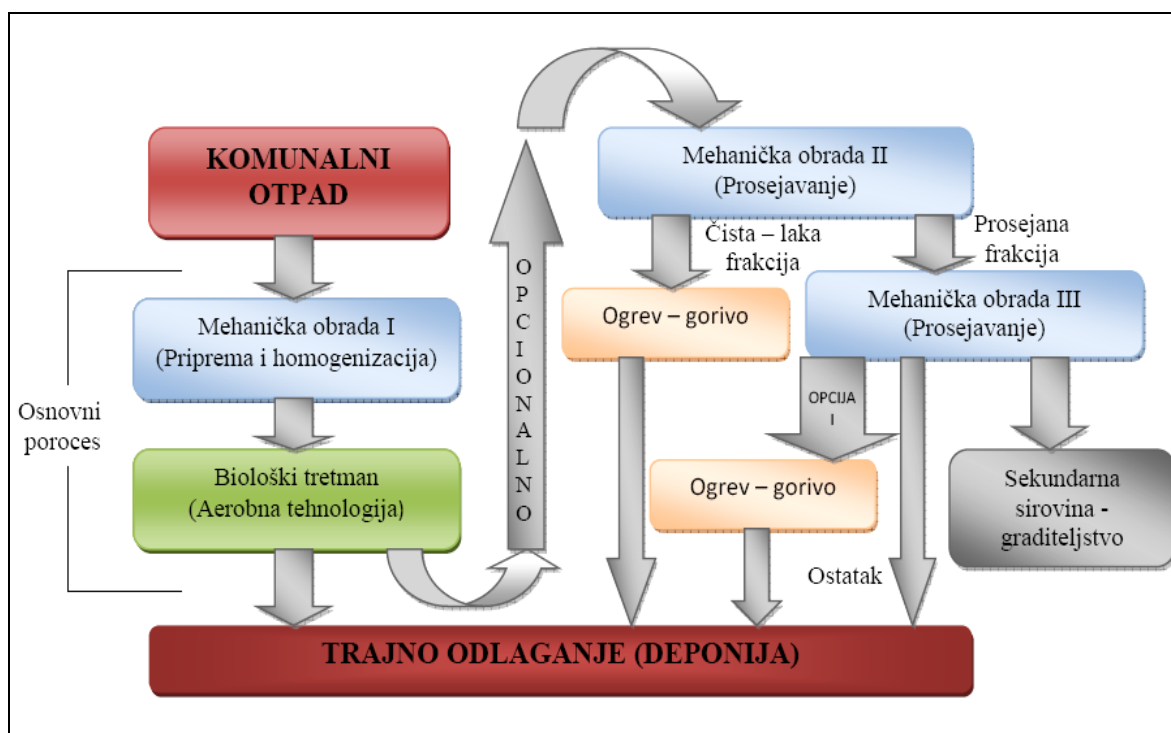 KOMUNALNI
OTPAD
Osnovni
poroces
Mehanička obrada I
(Priprema i homogenizacija)
Biološki tretman
(Aerobna tehnologija)
OPCIONALNO
Mehanička obrada II
(Prosejavanje)
Čista – laka
frakcija
Prosejana
frakcija
Ogrev – gorivo
Mehanička obrada III
(Prosejavanje)
OPCIJA
I
Ogrev – gorivo
Sekundarna
sirovina -
graditeljstvo
Ostatak
TRAJNO ODLAGANJE (DEPONIJA)